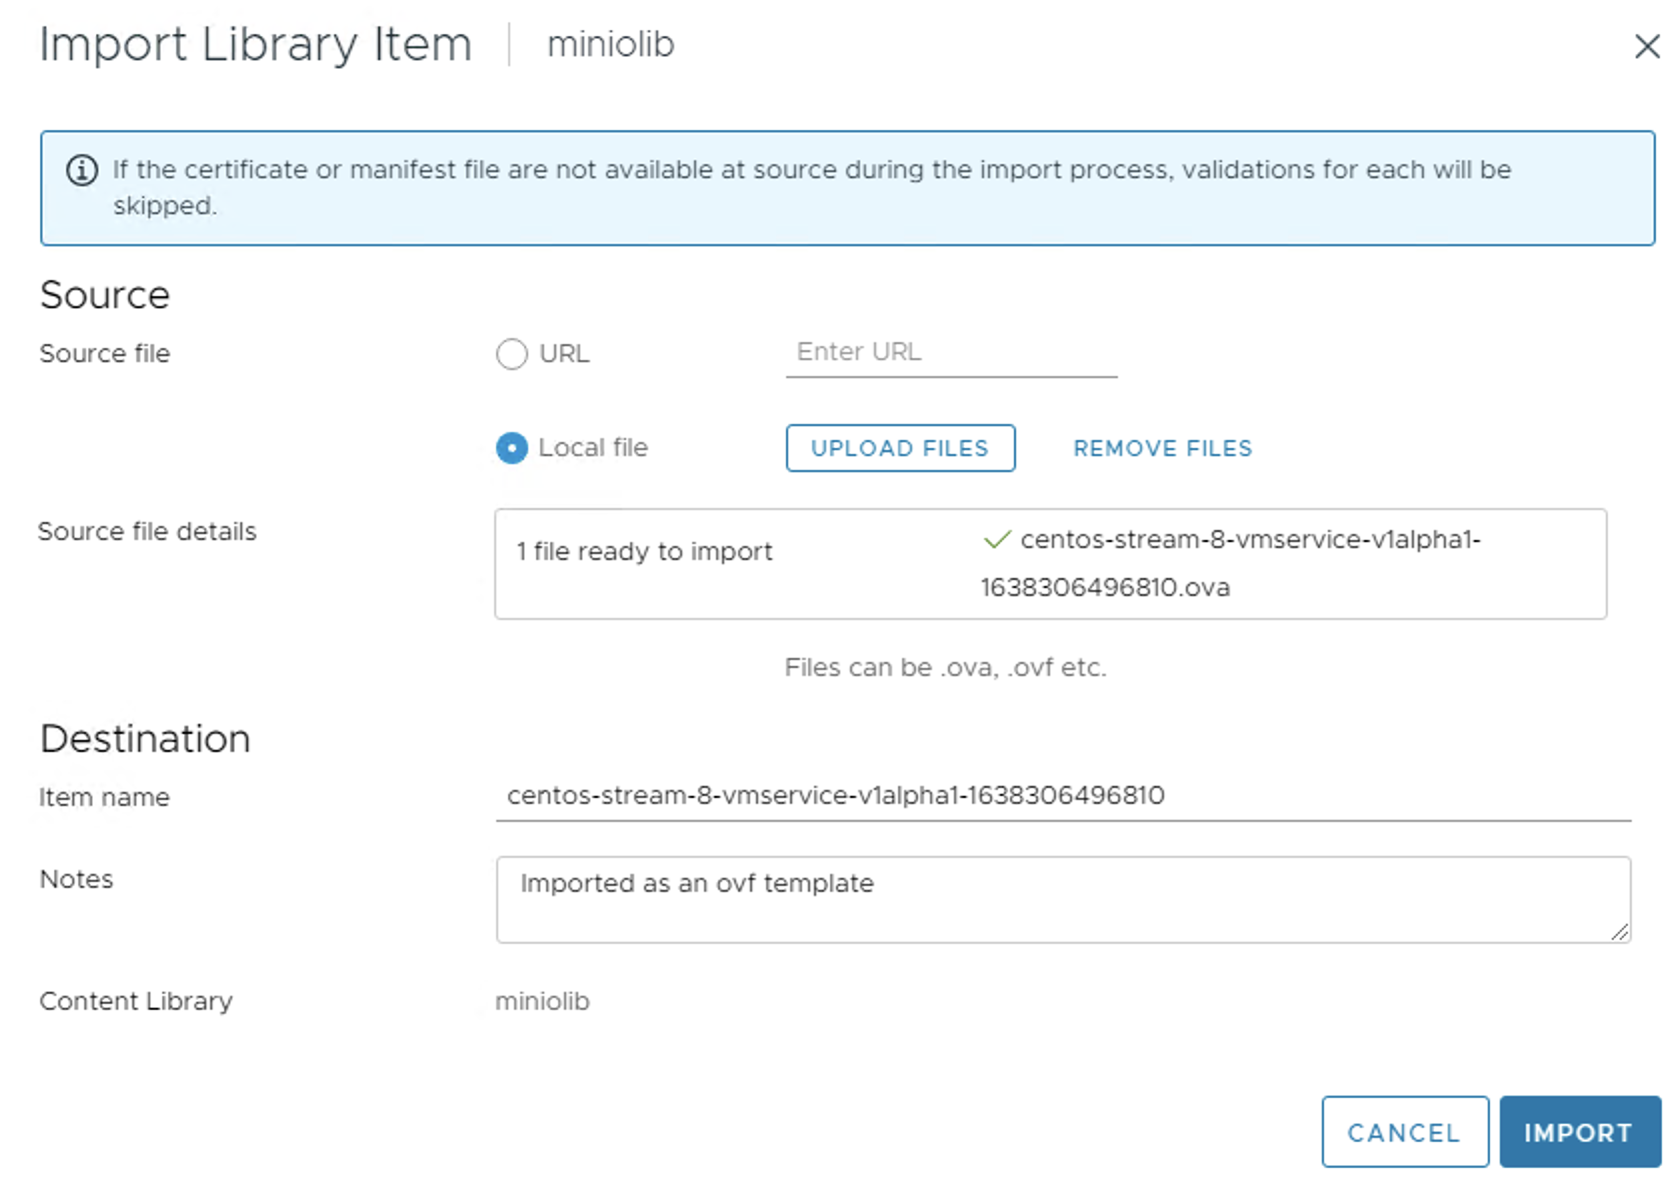 Import Library Item miniolib
If the certificate or manifest file are not available at source during the import process, validations for each will be
skipped.
Source
Source file URL Enter URL
Local file UPLOAD FILES REMOVE FILES
Source file details
1 file ready to import
centos-stream-8-vmservice-v1alpha1-
1638306496810.ova
Files can be .ova, .ovf etc.
Destination
Item name centos-stream-8-vmservice-v1alpha1-1638306496810
Notes Imported as an ovf template
Content Library miniolib
CANCEL IMPORT